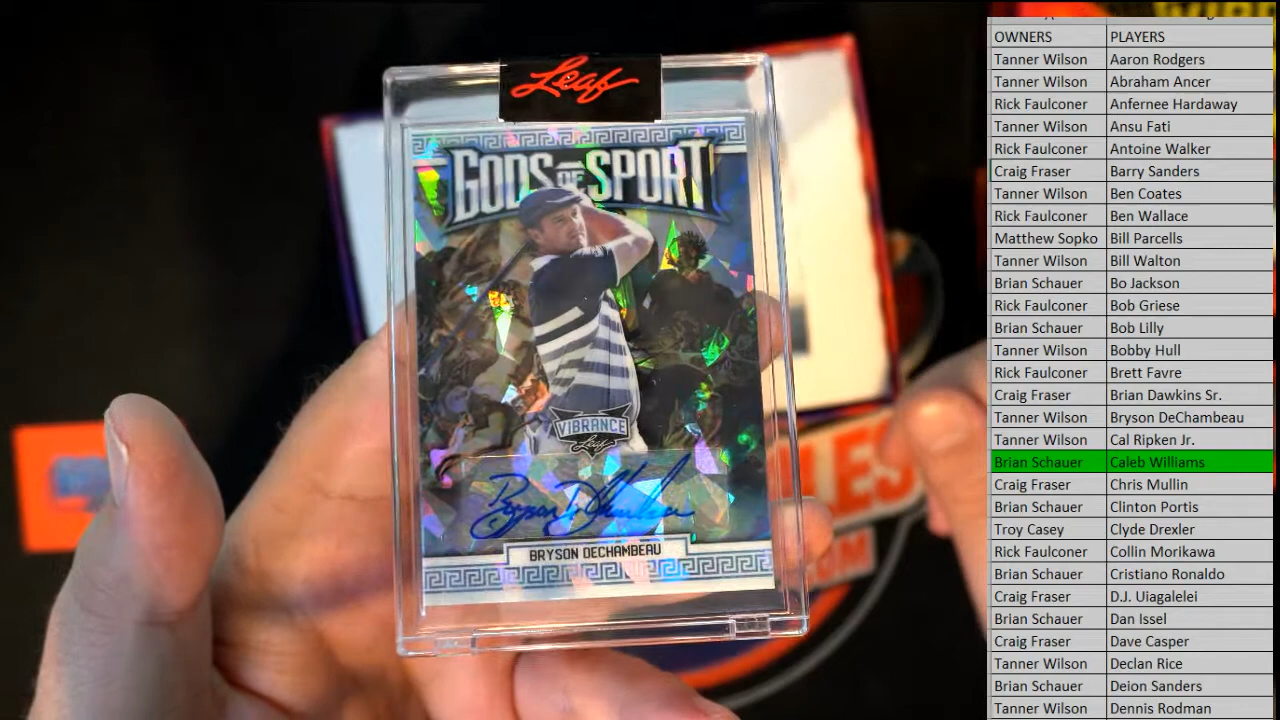 Leaf
GODS OF SPORT
VIBRANCE
Leaf
Bryson DeChambeau
BRYSON DECHAMBEAU
LES
.COM
OWNERS PLAYERS
Tanner Wilson Aaron Rodgers
Tanner Wilson Abraham Ancer
Rick Faulconer Anfernee Hardaway
Tanner Wilson Ansu Fati
Rick Faulconer Antoine Walker
Craig Fraser Barry Sanders
Tanner Wilson Ben Coates
Rick Faulconer Ben Wallace
Matthew Sopko Bill Parcells
Tanner Wilson Bill Walton
Brian Schauer Bo Jackson
Rick Faulconer Bob Griese
Brian Schauer Bob Lilly
Tanner Wilson Bobby Hull
Rick Faulconer Brett Favre
Craig Fraser Brian Dawkins Sr.
Tanner Wilson Bryson DeChambeau
Tanner Wilson Cal Ripken Jr.
Brian Schauer Caleb Williams
Craig Fraser Chris Mullin
Brian Schauer Clinton Portis
Troy Casey Clyde Drexler
Rick Faulconer Collin Morikawa
Brian Schauer Cristiano Ronaldo
Craig Fraser D.J. Uiagalelei
Brian Schauer Dan Issel
Craig Fraser Dave Casper
Tanner Wilson Declan Rice
Brian Schauer Deion Sanders
Tanner Wilson Dennis Rodman